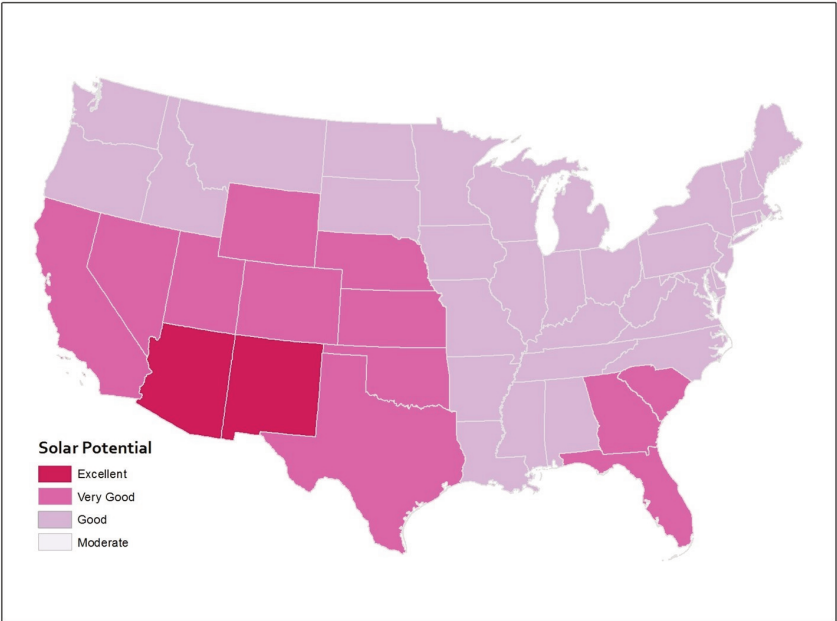 Solar Potential
Excellent
Very Good
Good
Moderate